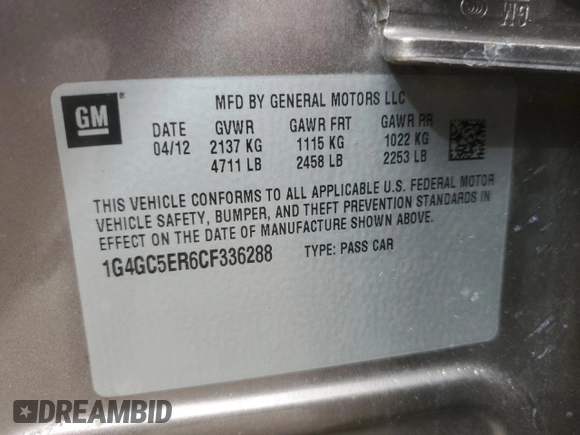 GM
GM ®
MFD BY GENERAL MOTORS LLC
DATE GVWR GAWR FRT GAWR RR
04/12 2137 KG 1115 KG 1022 KG
4711 LB 2458 LB 2253 LB
THIS VEHICLE CONFORMS TO ALL APPLICABLE U.S. FEDERAL MOTOR
VEHICLE SAFETY, BUMPER, AND THEFT PREVENTION STANDARDS IN
EFFECT ON THE DATE OF MANUFACTURE SHOWN ABOVE.
1G4GC5ER6CF336288 TYPE: PASS CAR
DREAMBID